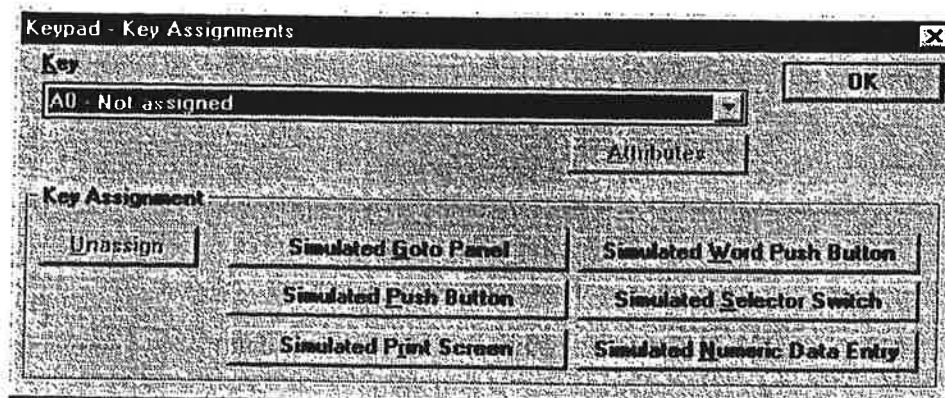 Keypad - Key Assignments
Key
OK
A0 - Not assigned
Attributes
Key Assignment
Unassign
Simulated Goto Panel
Simulated Word Push Button
Simulated Push Button
Simulated Selector Switch
Simulated Print Screen
Simulated Numeric Data Entry